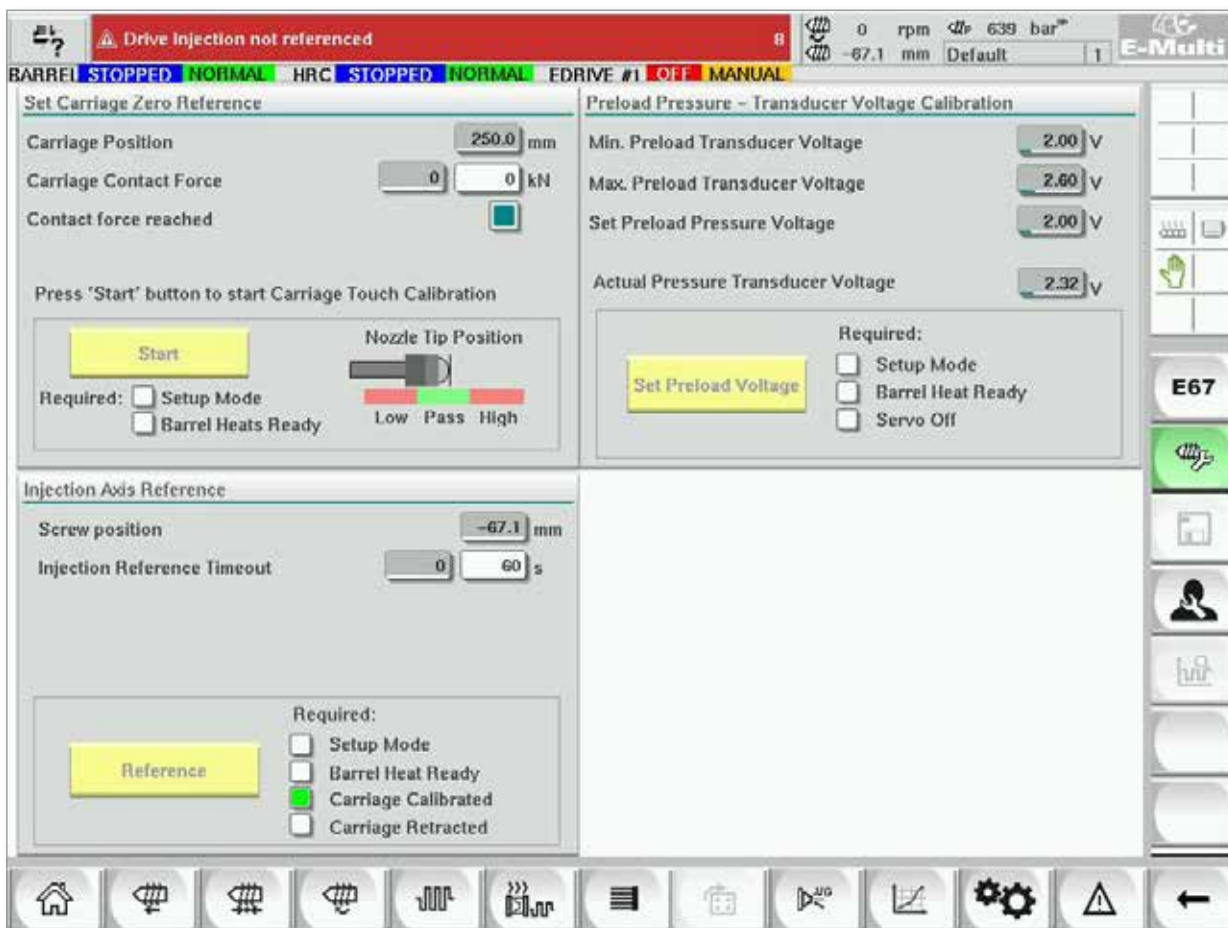 Drive Injection not referenced 8
0 rpm 639 bar
-67.1 mm Default 1
E-Multi
BARREL STOPPED NORMAL HRC STOPPED NORMAL EDRIVE #1 OFF MANUAL
Set Carriage Zero Reference
Carriage Position 250.0 mm
Carriage Contact Force 0 0 kN
Contact force reached
Press 'Start' button to start Carriage Touch Calibration
Start
Required: Setup Mode
Barrel Heats Ready
Nozzle Tip Position
Low Pass High
Preload Pressure - Transducer Voltage Calibration
Min. Preload Transducer Voltage 2.00 V
Max. Preload Transducer Voltage 2.60 V
Set Preload Pressure Voltage 2.00 V
Actual Pressure Transducer Voltage 2.32 V
Set Preload Voltage
Required:
Setup Mode
Barrel Heat Ready
Servo Off
Injection Axis Reference
Screw position -67.1 mm
Injection Reference Timeout 0 60 s
Reference
Required:
Setup Mode
Barrel Heat Ready
Carriage Calibrated
Carriage Retracted
E67